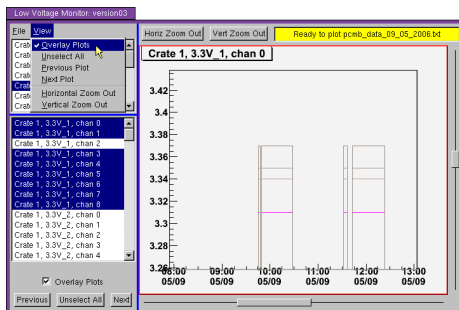 Low Voltage Monitor: version03
File View
Overlay Plots
Unselect All
Previous Plot
Next Plot
Horizontal Zoom Out
Vertical Zoom Out
Crate 1, 3.3V_1, chan 0
Crate 1, 3.3V_1, chan 1
Crate 1, 3.3V_1, chan 2
Crate 1, 3.3V_1, chan 3
Crate 1, 3.3V_1, chan 4
Crate 1, 3.3V_1, chan 5
Crate 1, 3.3V_1, chan 6
Crate 1, 3.3V_1, chan 7
Crate 1, 3.3V_1, chan 8
Crate 1, 3.3V_2, chan 0
Crate 1, 3.3V_2, chan 1
Crate 1, 3.3V_2, chan 2
Crate 1, 3.3V_2, chan 3
Crate 1, 3.3V_2, chan 4
Overlay Plots
Previous Unselect All Next
Horiz Zoom Out Vert Zoom Out Ready to plot pcmb_data_09_05_2006.txt
Crate 1, 3.3V_1, chan 0
3.42
3.4
3.38
3.36
3.34
3.32
3.3
3.28
3.26
08:00 09:00 10:00 11:00 12:00 13:00
05/09 05/09 05/09 05/09 05/09 05/09